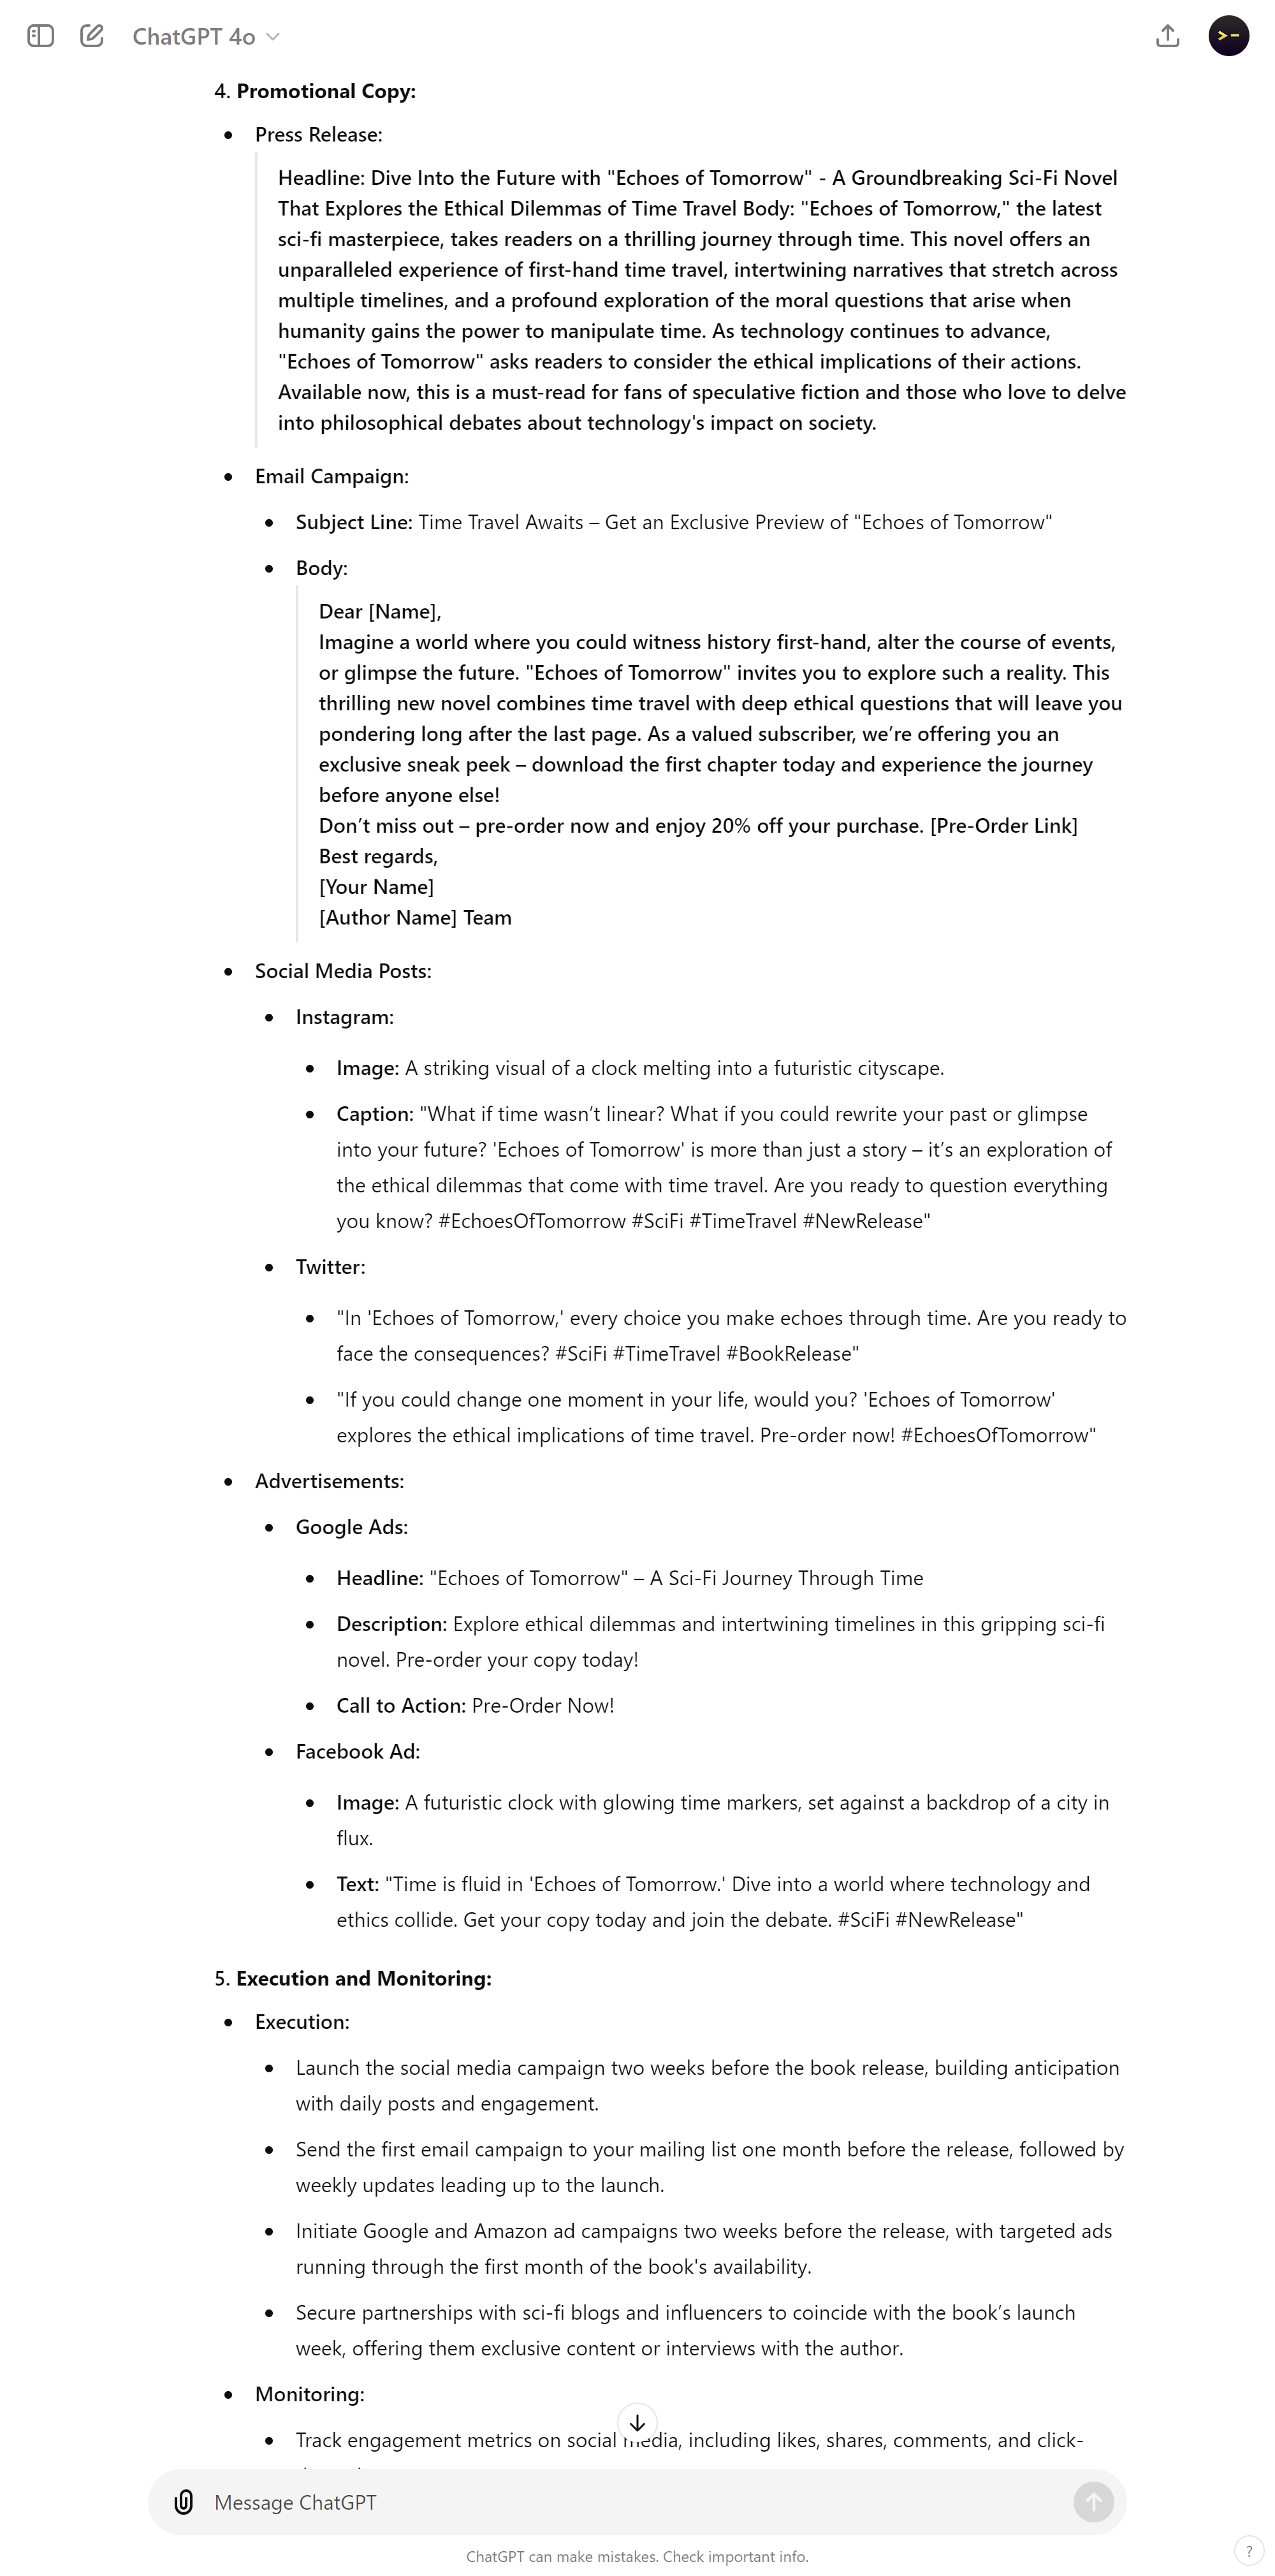 ChatGPT 4o
4. Promotional Copy:
Press Release:
Headline: Dive Into the Future with "Echoes of Tomorrow" - A Groundbreaking Sci-Fi Novel
That Explores the Ethical Dilemmas of Time Travel Body: "Echoes of Tomorrow," the latest
sci-fi masterpiece, takes readers on a thrilling journey through time. This novel offers an
unparalleled experience of first-hand time travel, intertwining narratives that stretch across
multiple timelines, and a profound exploration of the moral questions that arise when
humanity gains the power to manipulate time. As technology continues to advance,
"Echoes of Tomorrow" asks readers to consider the ethical implications of their actions.
Available now, this is a must-read for fans of speculative fiction and those who love to delve
into philosophical debates about technology's impact on society.
Email Campaign:
Subject Line: Time Travel Awaits – Get an Exclusive Preview of "Echoes of Tomorrow"
Body:
Dear [Name],
Imagine a world where you could witness history first-hand, alter the course of events,
or glimpse the future. "Echoes of Tomorrow" invites you to explore such a reality. This
thrilling new novel combines time travel with deep ethical questions that will leave you
pondering long after the last page. As a valued subscriber, we’re offering you an
exclusive sneak peek – download the first chapter today and experience the journey
before anyone else!
Don’t miss out – pre-order now and enjoy 20% off your purchase. [Pre-Order Link]
Best regards,
[Your Name]
[Author Name] Team
Social Media Posts:
Instagram:
Image: A striking visual of a clock melting into a futuristic cityscape.
Caption: "What if time wasn’t linear? What if you could rewrite your past or glimpse
into your future? 'Echoes of Tomorrow' is more than just a story – it’s an exploration of
the ethical dilemmas that come with time travel. Are you ready to question everything
you know? #EchoesOfTomorrow #SciFi #TimeTravel #NewRelease"
Twitter:
"In 'Echoes of Tomorrow,' every choice you make echoes through time. Are you ready to
face the consequences? #SciFi #TimeTravel #BookRelease"
"If you could change one moment in your life, would you? 'Echoes of Tomorrow'
explores the ethical implications of time travel. Pre-order now! #EchoesOfTomorrow"
Advertisements:
Google Ads:
Headline: "Echoes of Tomorrow" – A Sci-Fi Journey Through Time
Description: Explore ethical dilemmas and intertwining timelines in this gripping sci-fi
novel. Pre-order your copy today!
Call to Action: Pre-Order Now!
Facebook Ad:
Image: A futuristic clock with glowing time markers, set against a backdrop of a city in
flux.
Text: "Time is fluid in 'Echoes of Tomorrow.' Dive into a world where technology and
ethics collide. Get your copy today and join the debate. #SciFi #NewRelease"
5. Execution and Monitoring:
Execution:
Launch the social media campaign two weeks before the book release, building anticipation
with daily posts and engagement.
Send the first email campaign to your mailing list one month before the release, followed by
weekly updates leading up to the launch.
Initiate Google and Amazon ad campaigns two weeks before the release, with targeted ads
running through the first month of the book's availability.
Secure partnerships with sci-fi blogs and influencers to coincide with the book’s launch
week, offering them exclusive content or interviews with the author.
Monitoring:
Track engagement metrics on social media, including likes, shares, comments, and click-
Message ChatGPT
ChatGPT can make mistakes. Check important info.
?